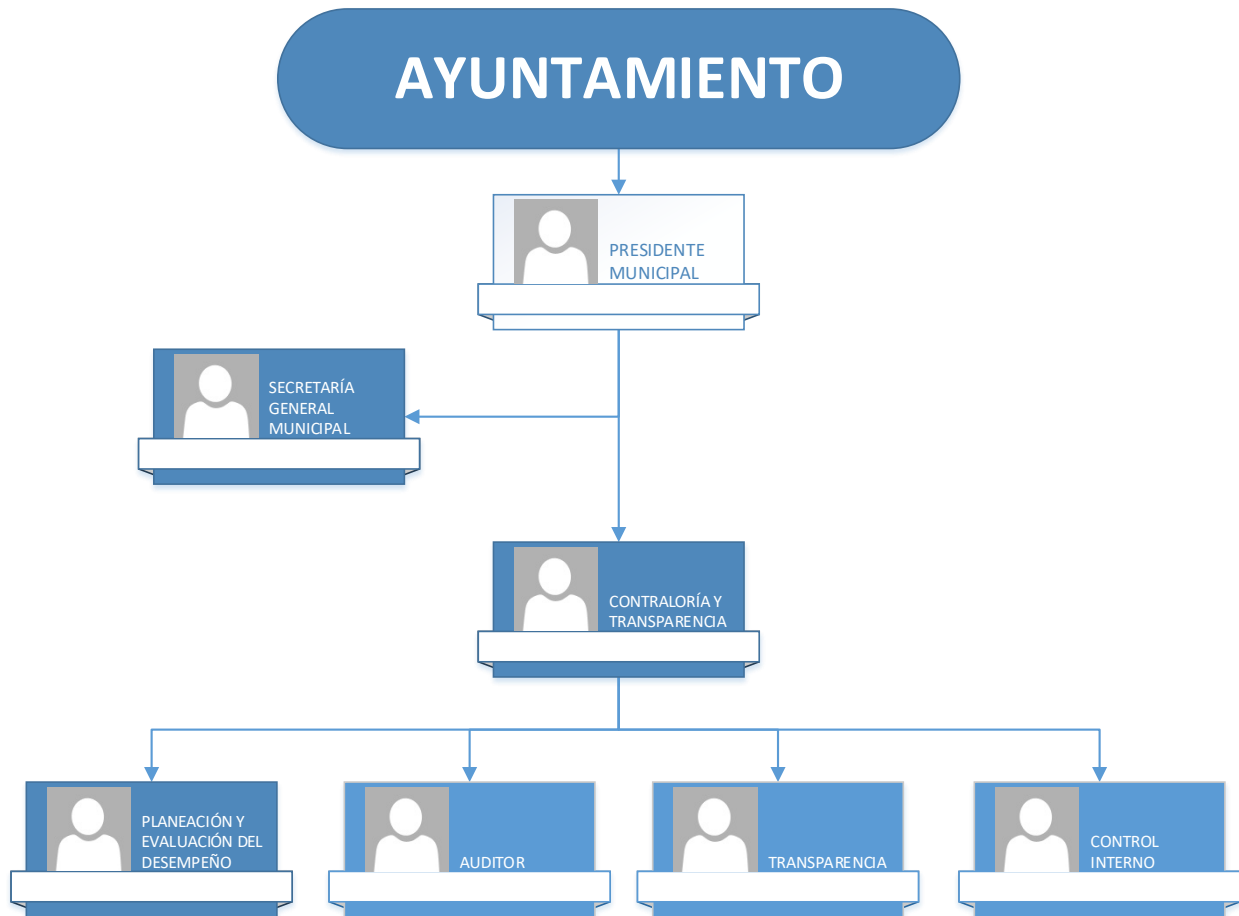 AYUNTAMIENTO
PRESIDENTE
MUNICIPAL
SECRETARÍA
GENERAL
MUNICIPAL
CONTRALORÍA Y
TRANSPARENCIA
PLANEACIÓN Y
EVALUACIÓN DEL
DESEMPEÑO
AUDITOR
TRANSPARENCIA
CONTROL
INTERNO